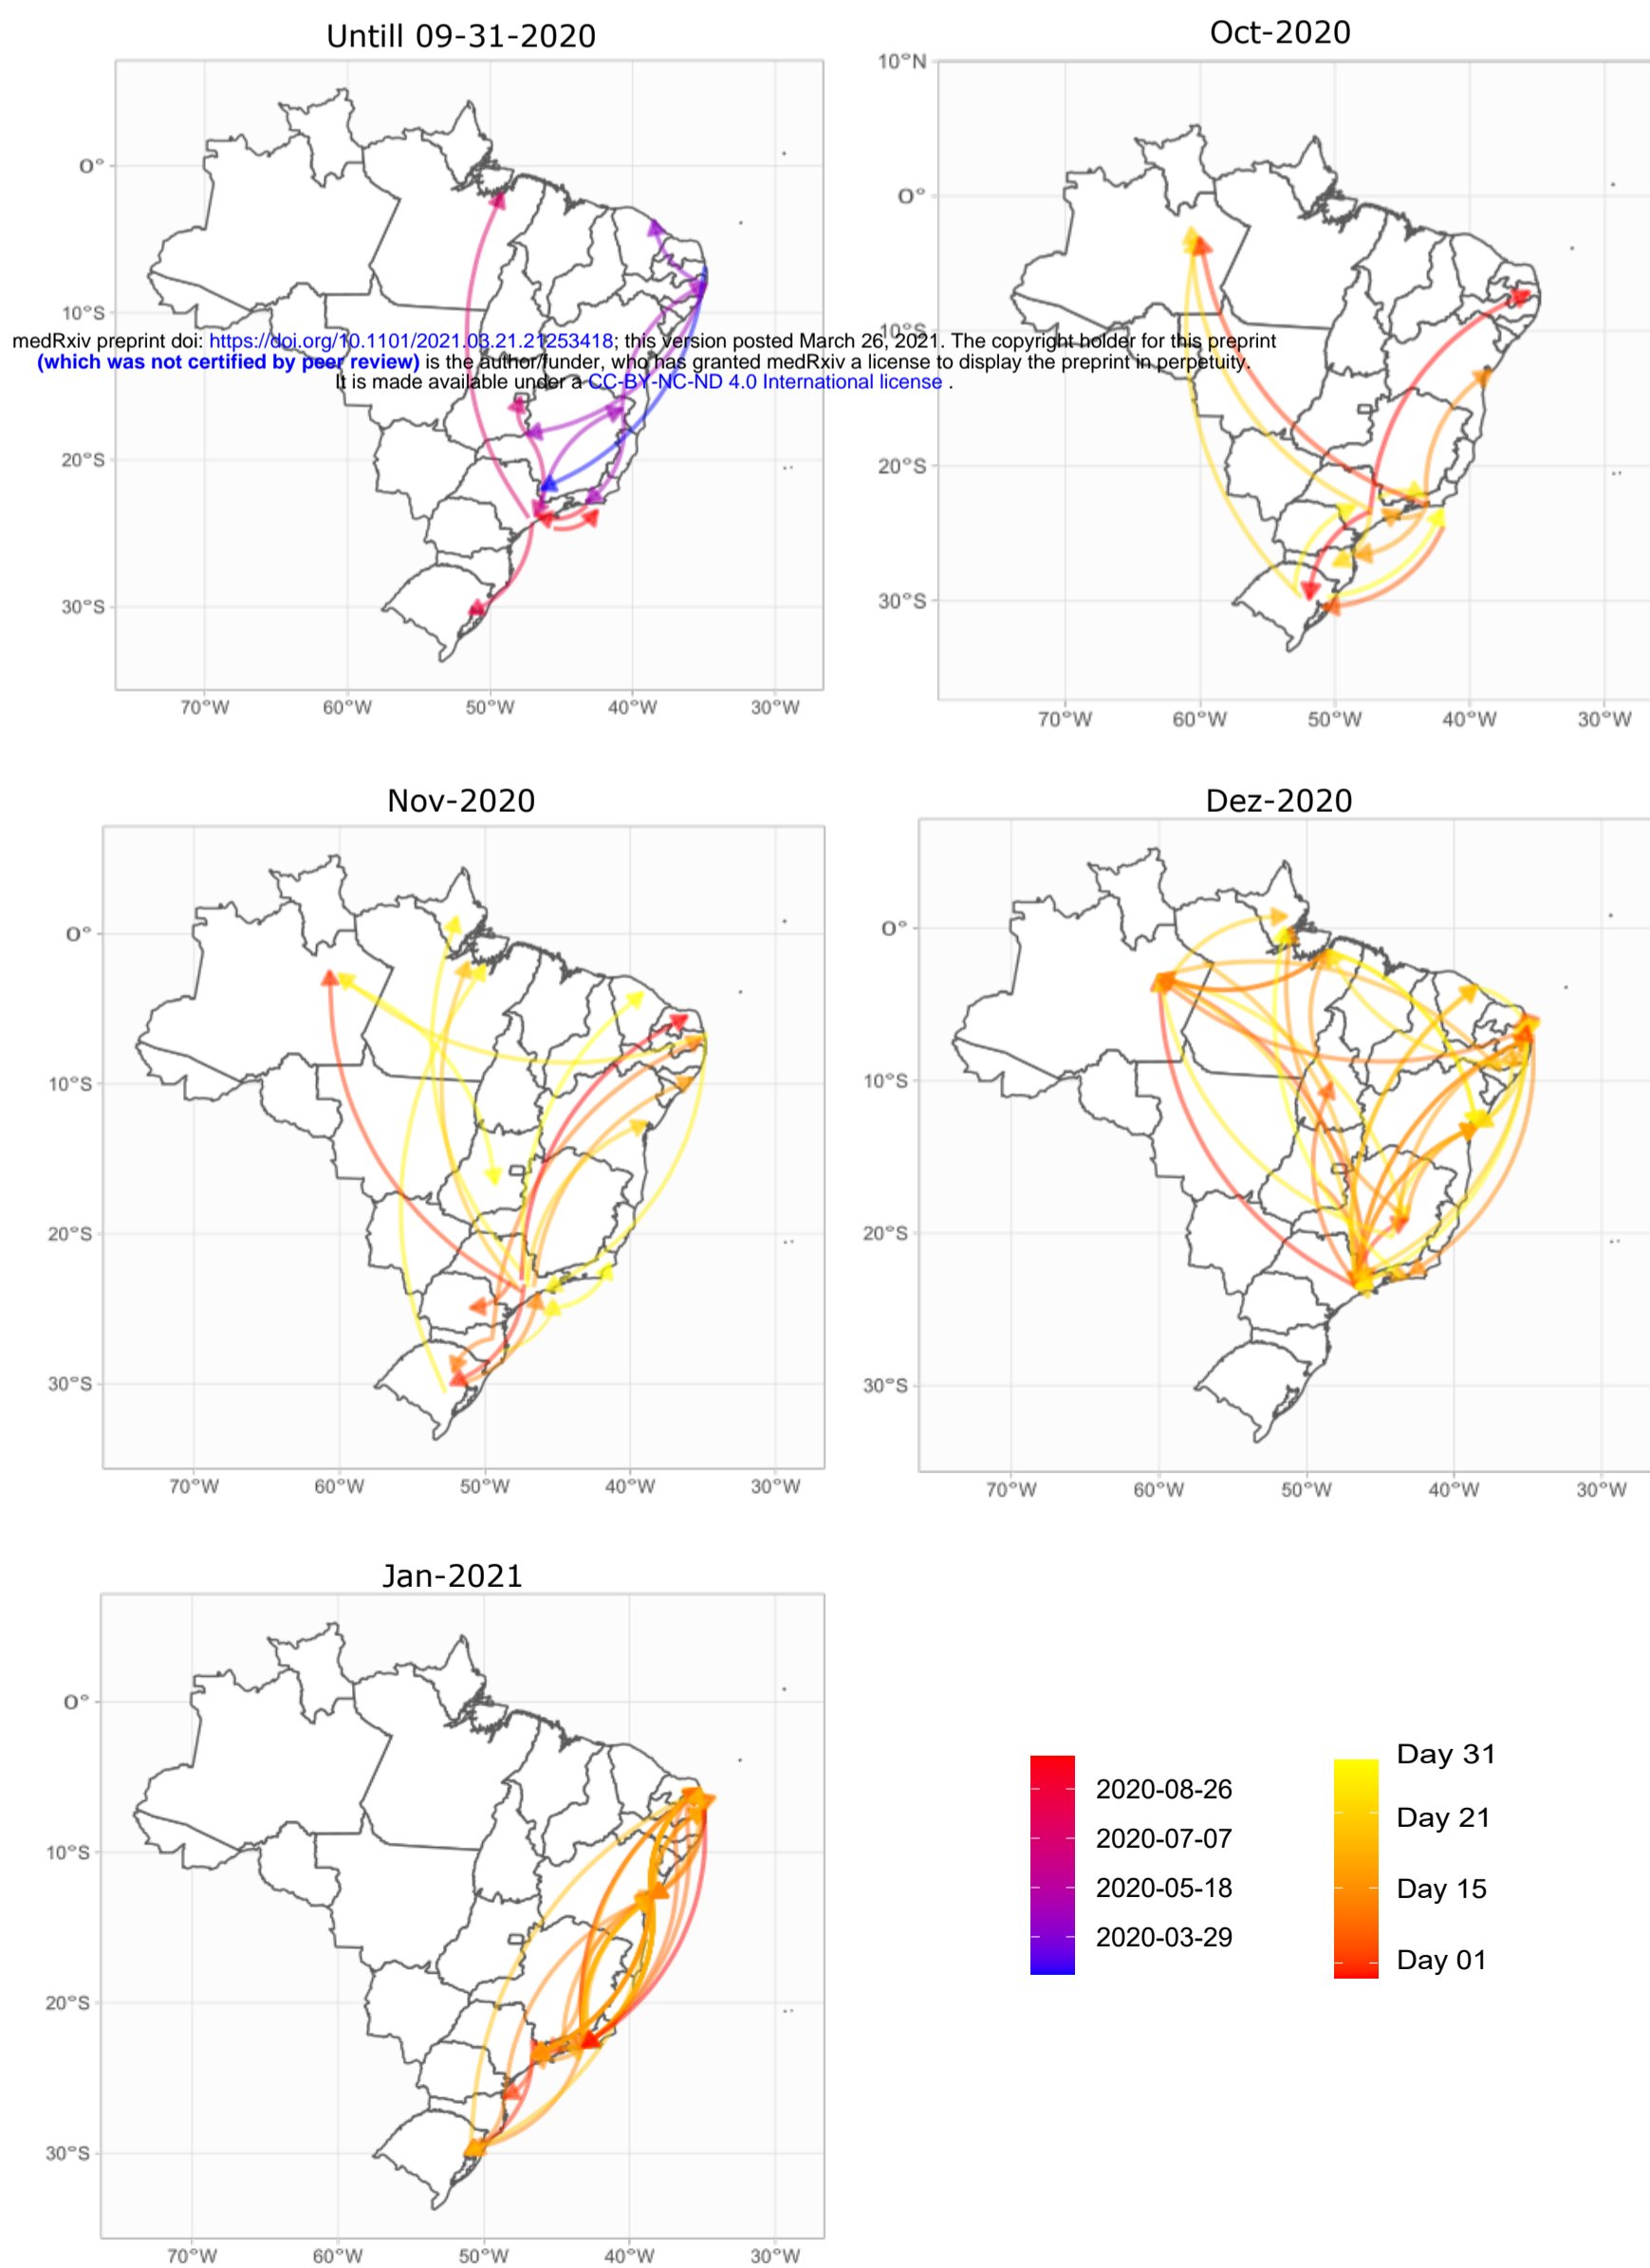 Untill 09-31-2020
Oct-2020
0°
10°S
20°S
30°S
70°W 60°W 50°W 40°W 30°W
10°N
0°
10°S
20°S
30°S
70°W 60°W 50°W 40°W 30°W
medRxiv preprint doi: https://doi.org/10.1101/2021.03.21.21253418; this version posted March 26, 2021. The copyright holder for this preprint
(which was not certified by peer review) is the author/funder, who has granted medRxiv a license to display the preprint in perpetuity.
It is made available under a CC-BY-NC-ND 4.0 International license .
Nov-2020
Dez-2020
0°
10°S
20°S
30°S
70°W 60°W 50°W 40°W 30°W
0°
10°S
20°S
30°S
70°W 60°W 50°W 40°W 30°W
Jan-2021
0°
10°S
20°S
30°S
70°W 60°W 50°W 40°W 30°W
2020-08-26
2020-07-07
2020-05-18
2020-03-29
Day 31
Day 21
Day 15
Day 01